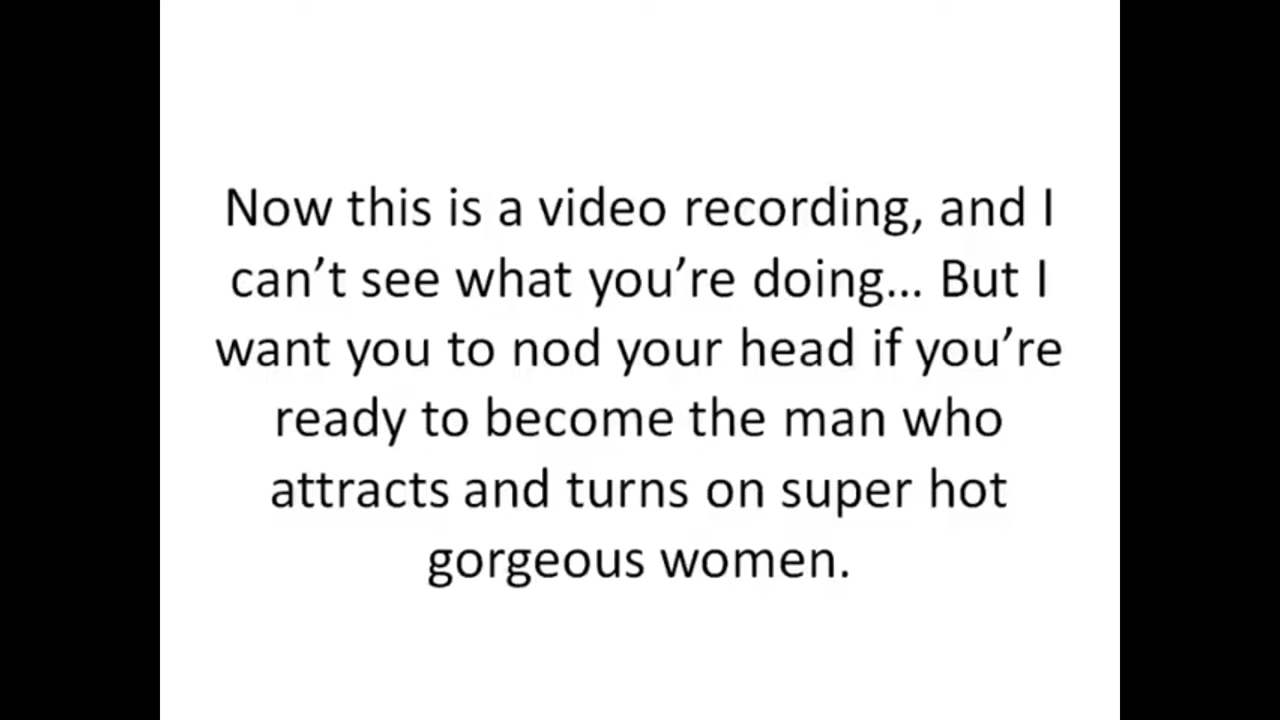 Now this is a video recording, and I
can’t see what you’re doing... But I
want you to nod your head if you’re
ready to become the man who
attracts and turns on super hot
gorgeous women.